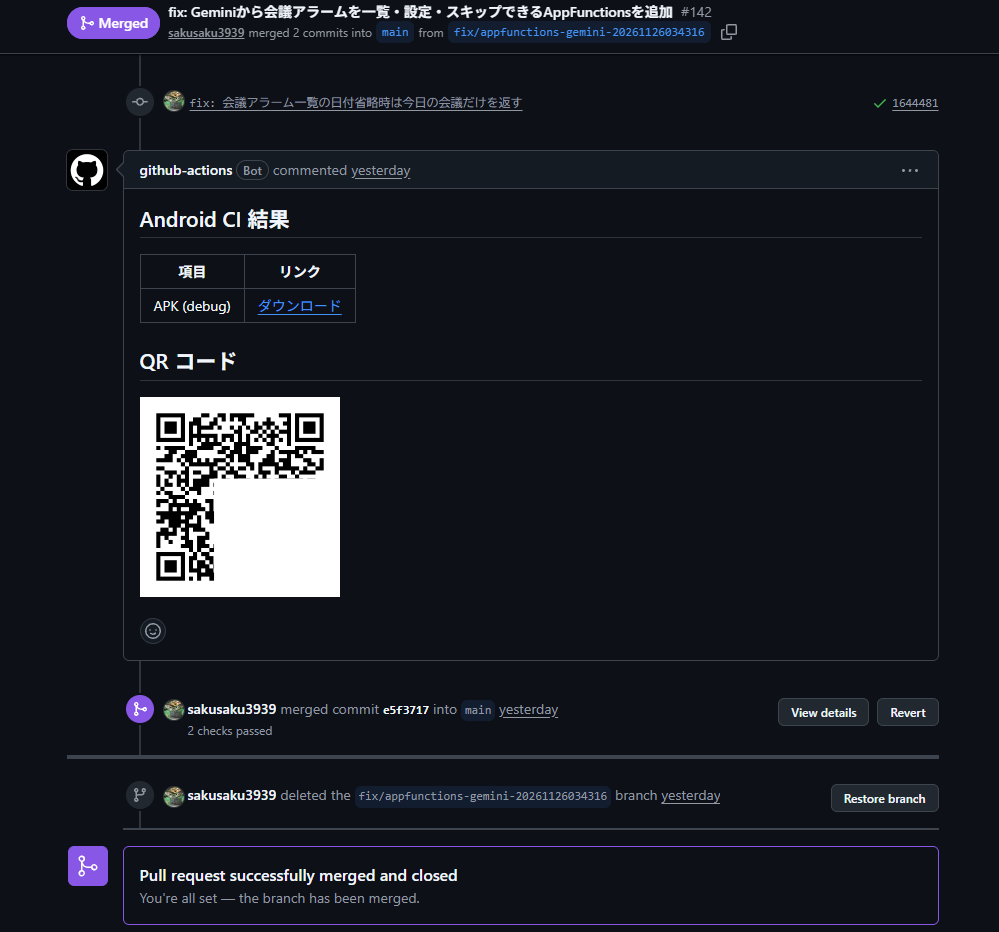 Merged
fix: Geminiから会議アラームを一覧・設定・スキップできるAppFunctionsを追加 #142
sakusaku3939 merged 2 commits into main from fix/appfunctions-gemini-20261126034316
fix: 会議アラーム一覧の日付省略時は今日の会議だけを返す 1644481
github-actions Bot commented yesterday
Android CI 結果
項目 リンク
APK (debug) ダウンロード
QR コード
sakusaku3939 merged commit e5f3717 into main yesterday
View details Revert
2 checks passed
sakusaku3939 deleted the fix/appfunctions-gemini-20261126034316 branch yesterday
Restore branch
Pull request successfully merged and closed
You're all set — the branch has been merged.